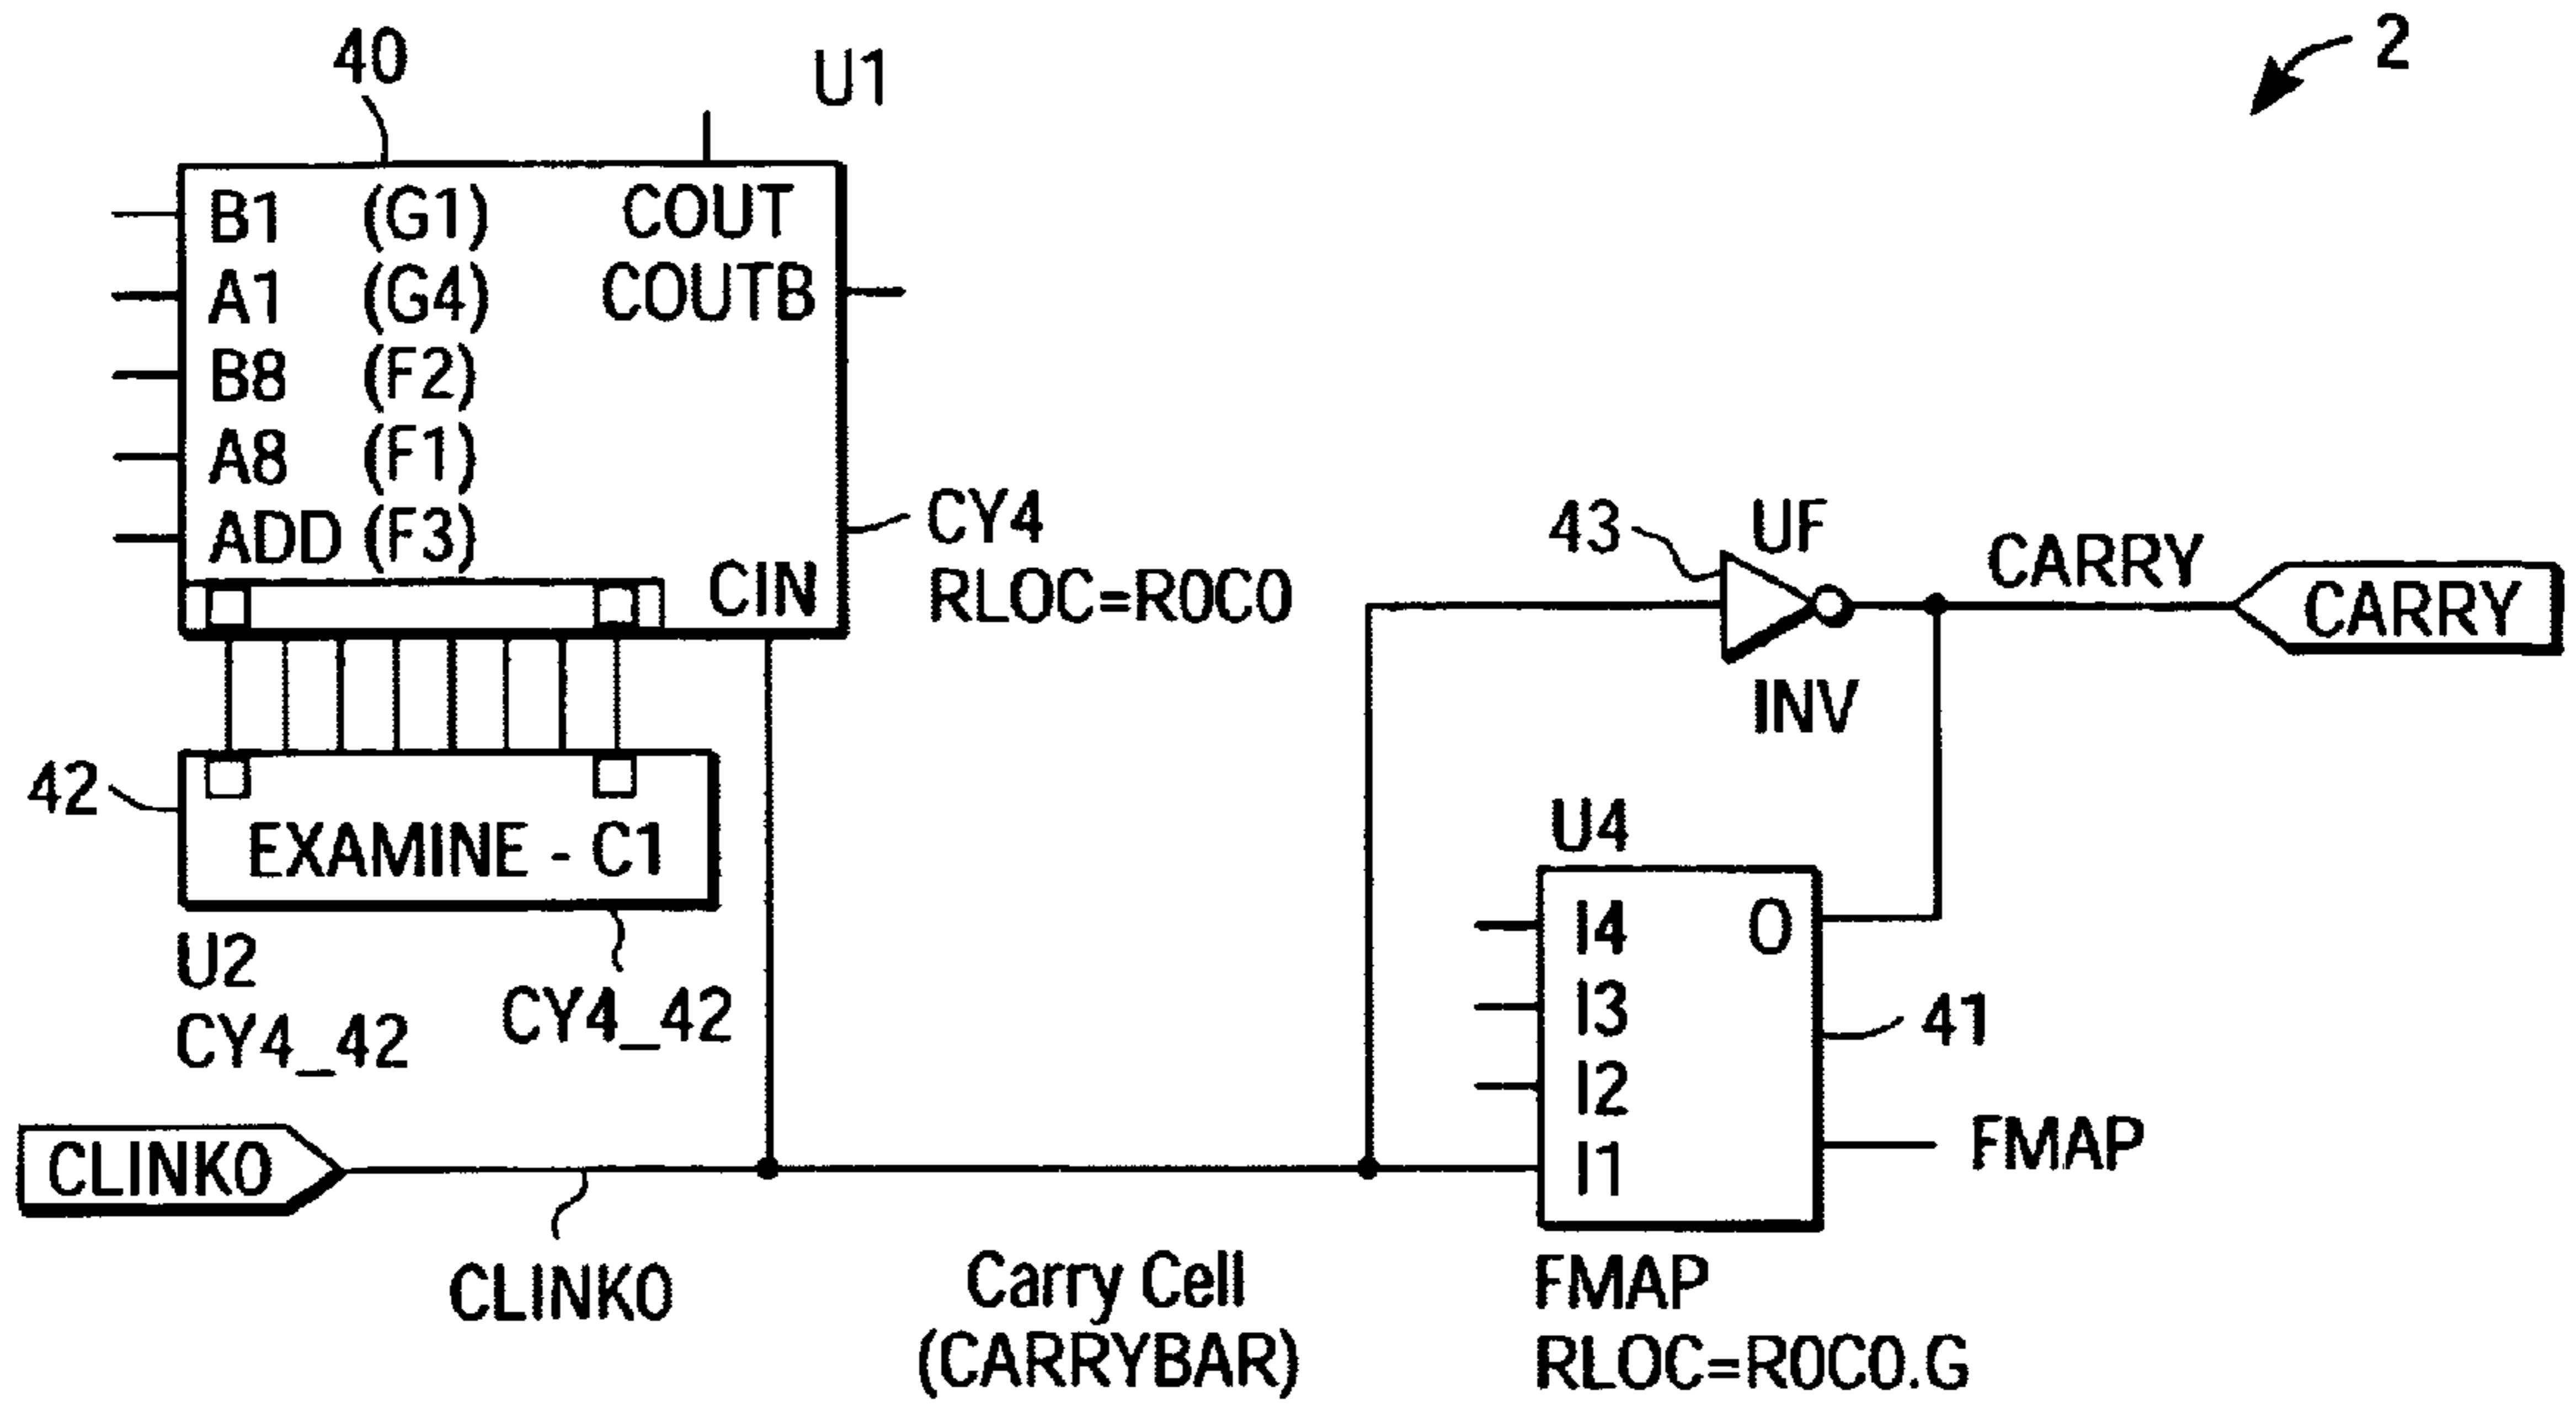 2
40
U1
B1 (G1) COUT
A1 (G4) COUTB
B8 (F2)
A8 (F1)
ADD (F3)
CIN
CY4
RLOC=R0C0
43
UF
INV
CARRY
CARRY
42
EXAMINE - C1
U2
CY4_42
CY4_42
U4
I4 O
I3
I2
I1
41
FMAP
FMAP
RLOC=R0C0.G
CLINK0
CLINK0
Carry Cell
(CARRYBAR)